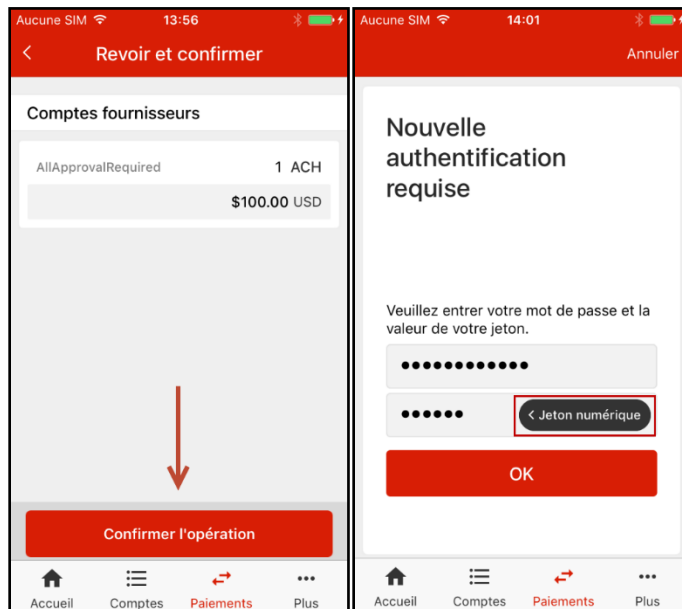 Aucune SIM 13:56
Revoir et confirmer
Comptes fournisseurs
AllApprovalRequired 1 ACH
$100.00 USD
Confirmer l'opération
Accueil Comptes Paiements Plus
Aucune SIM 14:01
Annuler
Nouvelle
authentification
requise
Veuillez entrer votre mot de passe et la
valeur de votre jeton.
••••••••••••
••••••
< Jeton numérique
OK
Accueil Comptes Paiements Plus